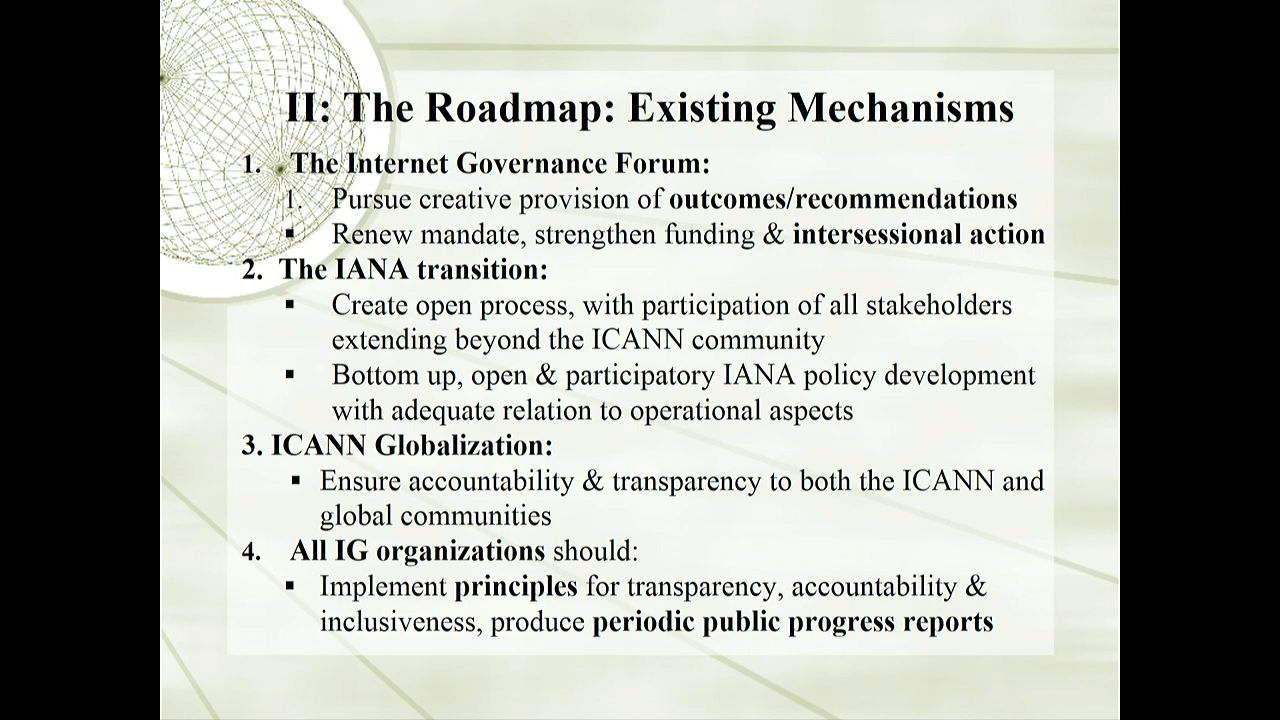 II: The Roadmap: Existing Mechanisms
1. The Internet Governance Forum:
1. Pursue creative provision of outcomes/recommendations
▪ Renew mandate, strengthen funding & intersessional action
2. The IANA transition:
▪ Create open process, with participation of all stakeholders
extending beyond the ICANN community
▪ Bottom up, open & participatory IANA policy development
with adequate relation to operational aspects
3. ICANN Globalization:
▪ Ensure accountability & transparency to both the ICANN and
global communities
4. All IG organizations should:
▪ Implement principles for transparency, accountability &
inclusiveness, produce periodic public progress reports